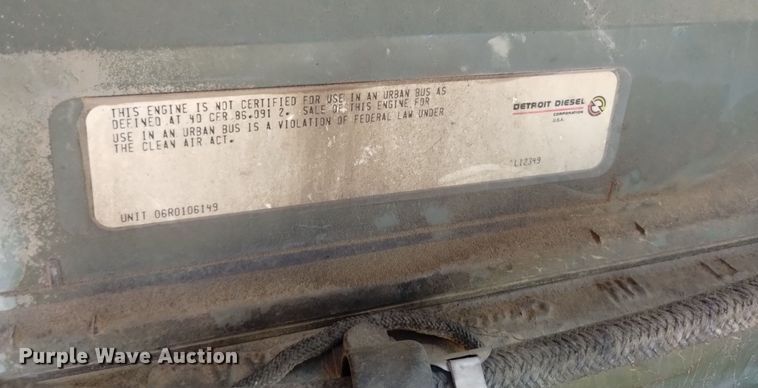 THIS ENGINE IS NOT CERTIFIED FOR USE IN AN URBAN BUS AS
DEFINED AT 40 CFR.86.091 2. SALE OF THIS ENGINE FOR
USE IN AN URBAN BUS IS A VIOLATION OF FEDERAL LAW UNDER
THE CLEAN AIR ACT.
DETROIT DIESEL
CORPORATION
U.S.A.
L12349
UNIT 06R0106149
Purple Wave Auction